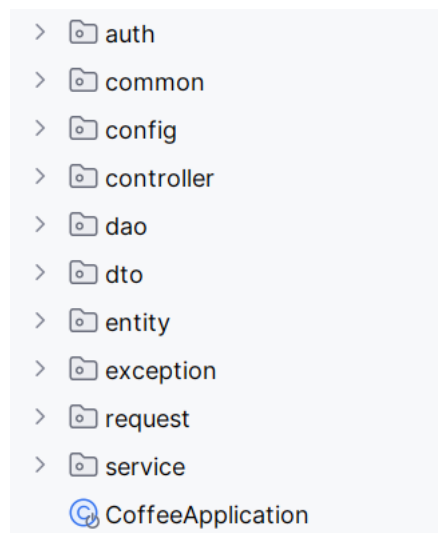 auth
common
config
controller
dao
dto
entity
exception
request
service
CoffeeApplication